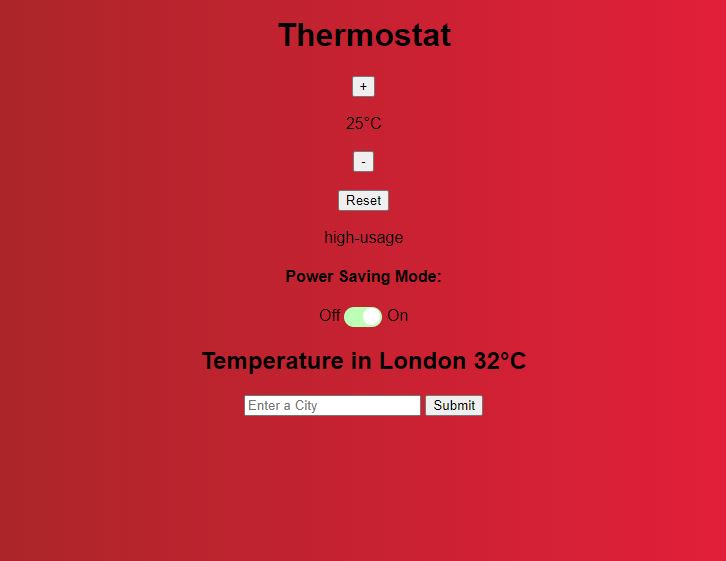 Thermostat
+
25°C
-
Reset
high-usage
Power Saving Mode:
Off On
Temperature in London 32°C
Enter a City Submit